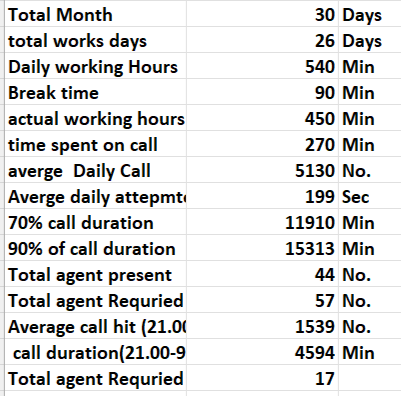 Total Month 30 Days
total works days 26 Days
Daily working Hours 540 Min
Break time 90 Min
actual working hours 450 Min
time spent on call 270 Min
averge Daily Call 5130 No.
Averge daily attepmt 199 Sec
70% call duration 11910 Min
90% of call duration 15313 Min
Total agent present 44 No.
Total agent Requried 57 No.
Average call hit (21.00 1539 No.
call duration(21.00-9 4594 Min
Total agent Requried 17